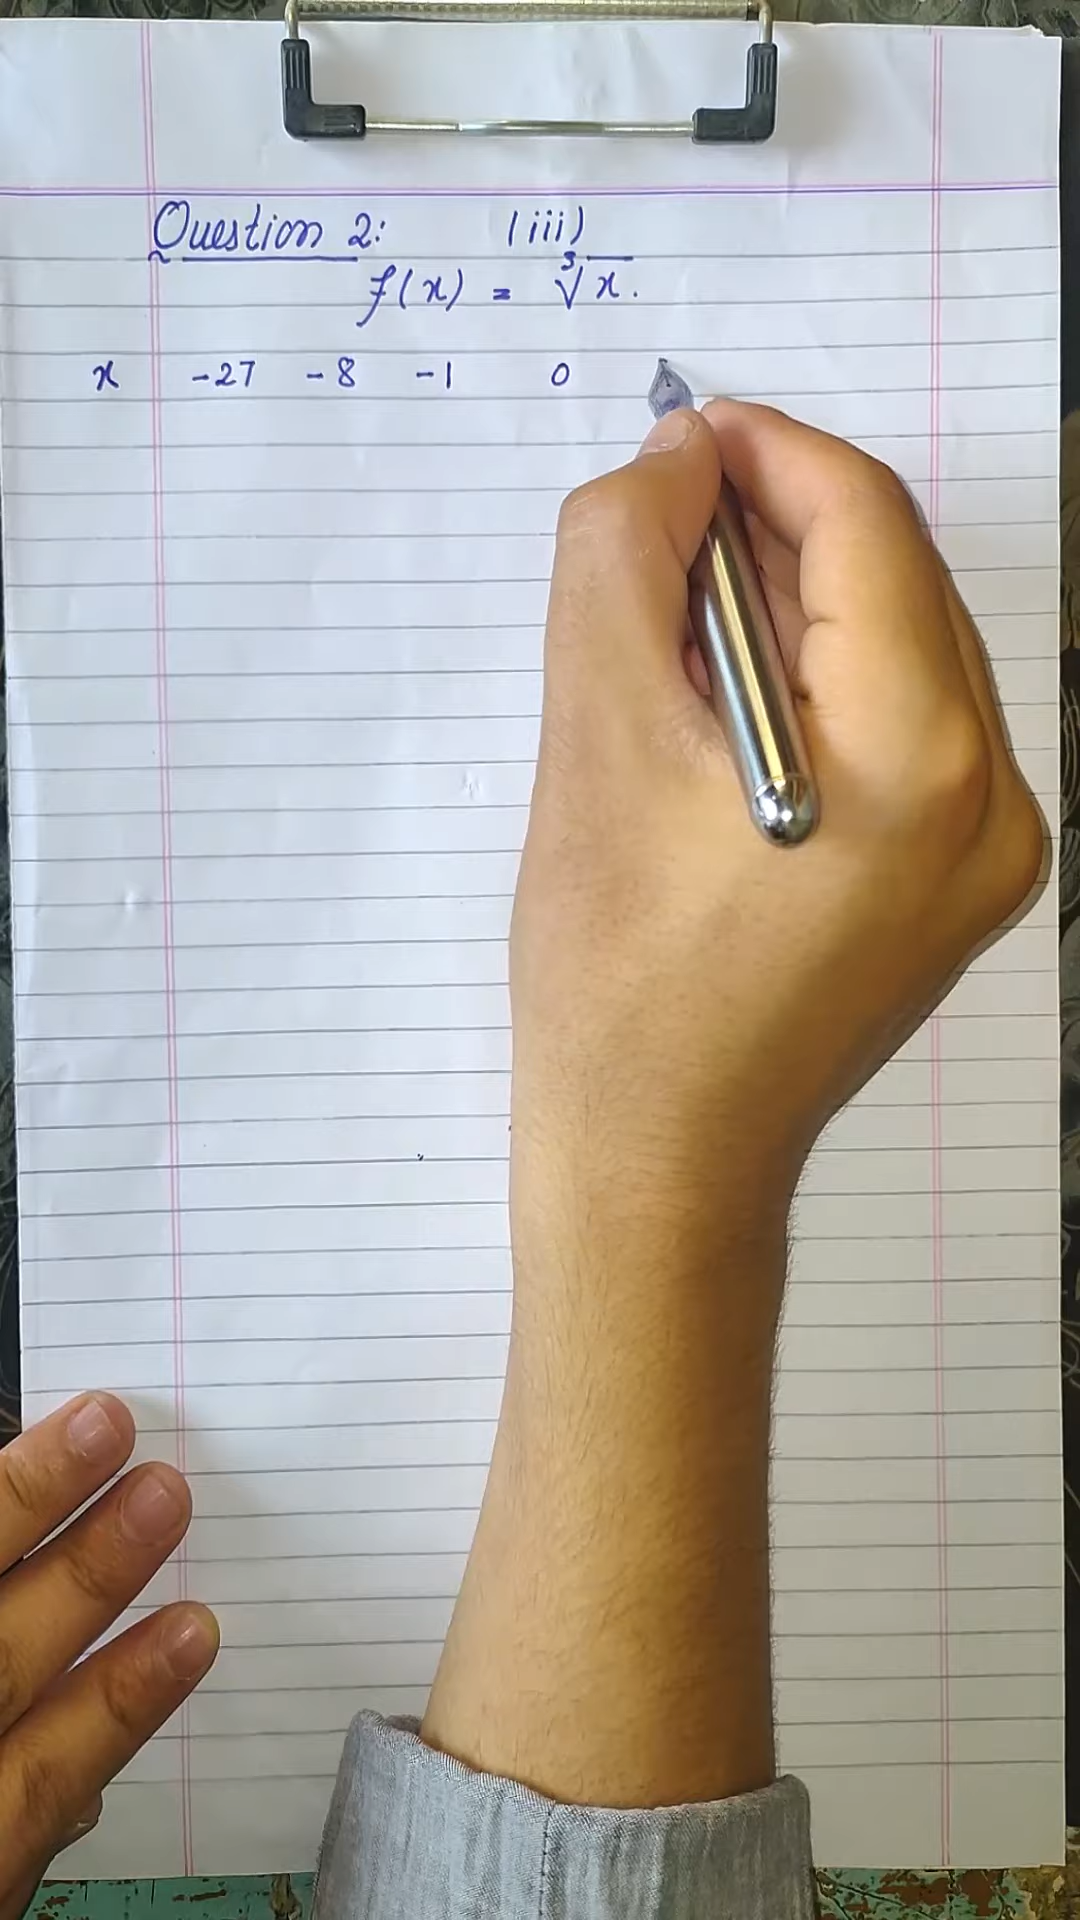 Question 2: (iii)
f(x) = ∛x.
x -27 -8 -1 0